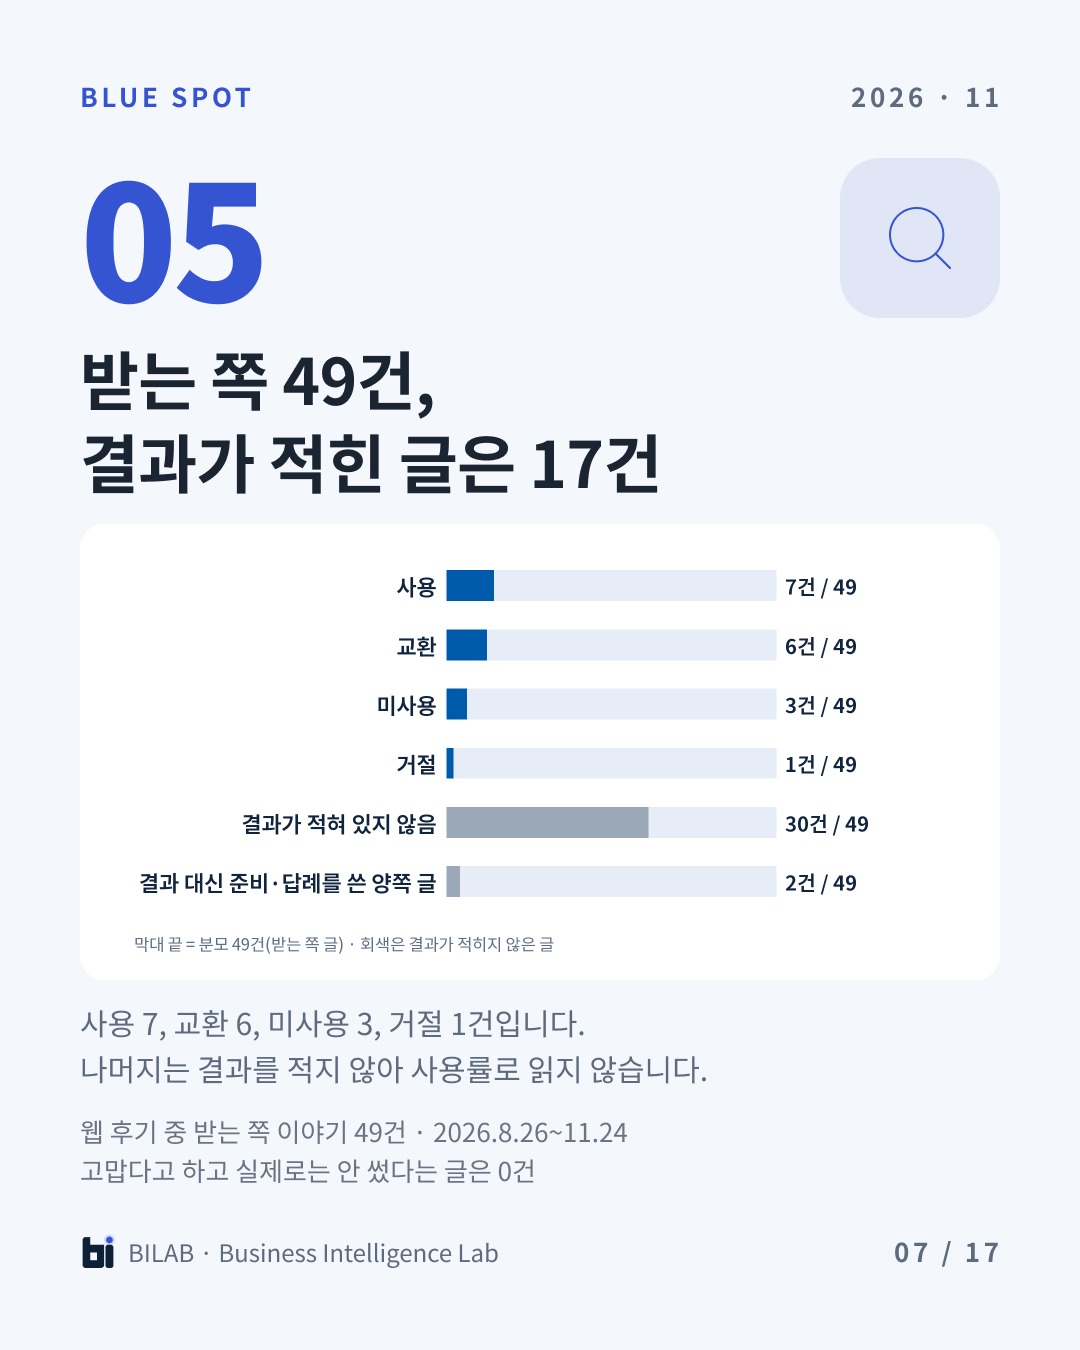 BLUE SPOT
2026 · 11
05
받는 쪽 49건,
결과가 적힌 글은 17건
사용 7건 / 49
교환 6건 / 49
미사용 3건 / 49
거절 1건 / 49
결과가 적혀 있지 않음 30건 / 49
결과 대신 준비·답례를 쓴 양쪽 글 2건 / 49
막대 끝 = 분모 49건(받는 쪽 글) · 회색은 결과가 적히지 않은 글
사용 7, 교환 6, 미사용 3, 거절 1건입니다.
나머지는 결과를 적지 않아 사용률로 읽지 않습니다.
웹 후기 중 받는 쪽 이야기 49건 · 2026.8.26~11.24
고맙다고 하고 실제로는 안 썼다는 글은 0건
bi BILAB · Business Intelligence Lab
07 / 17